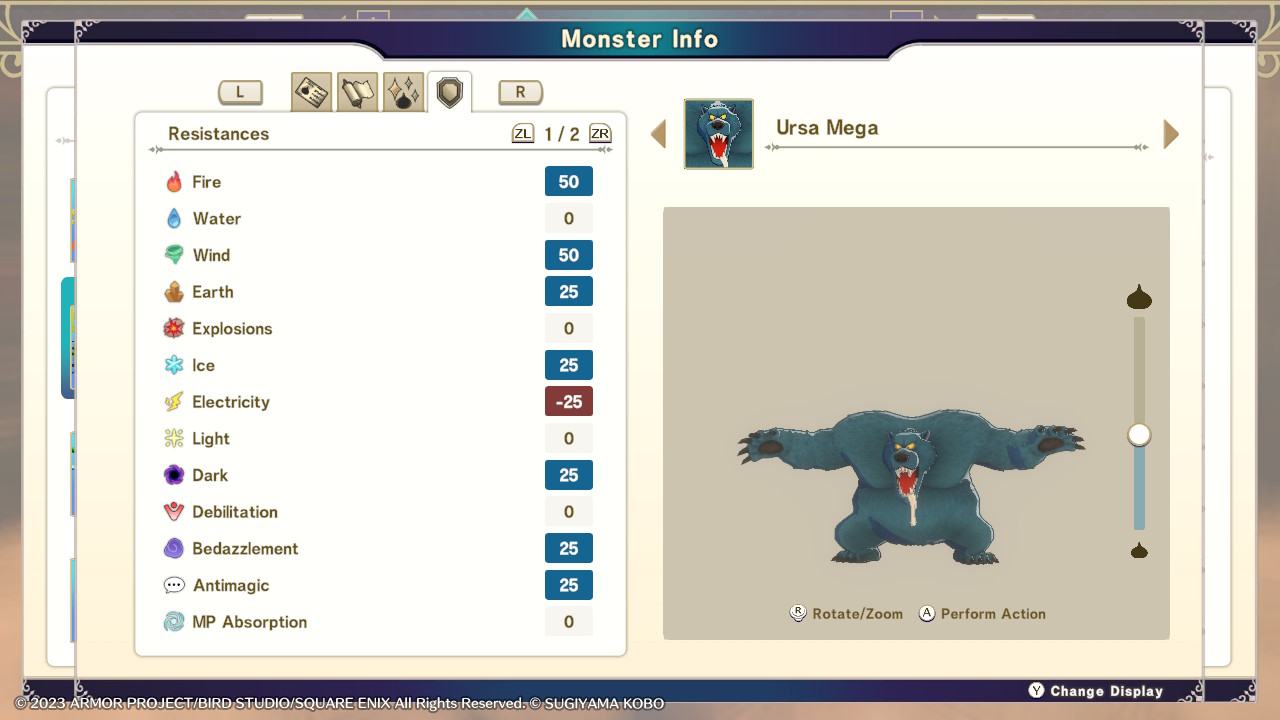 Monster Info
L
R
Resistances
ZL 1 / 2 ZR
Fire 50
Water 0
Wind 50
Earth 25
Explosions 0
Ice 25
Electricity -25
Light 0
Dark 25
Debilitation 0
Bedazzlement 25
Antimagic 25
MP Absorption 0
Ursa Mega
R Rotate/Zoom A Perform Action
Y Change Display
© 2023 ARMOR PROJECT/BIRD STUDIO/SQUARE ENIX All Rights Reserved. © SUGIYAMA KOBO